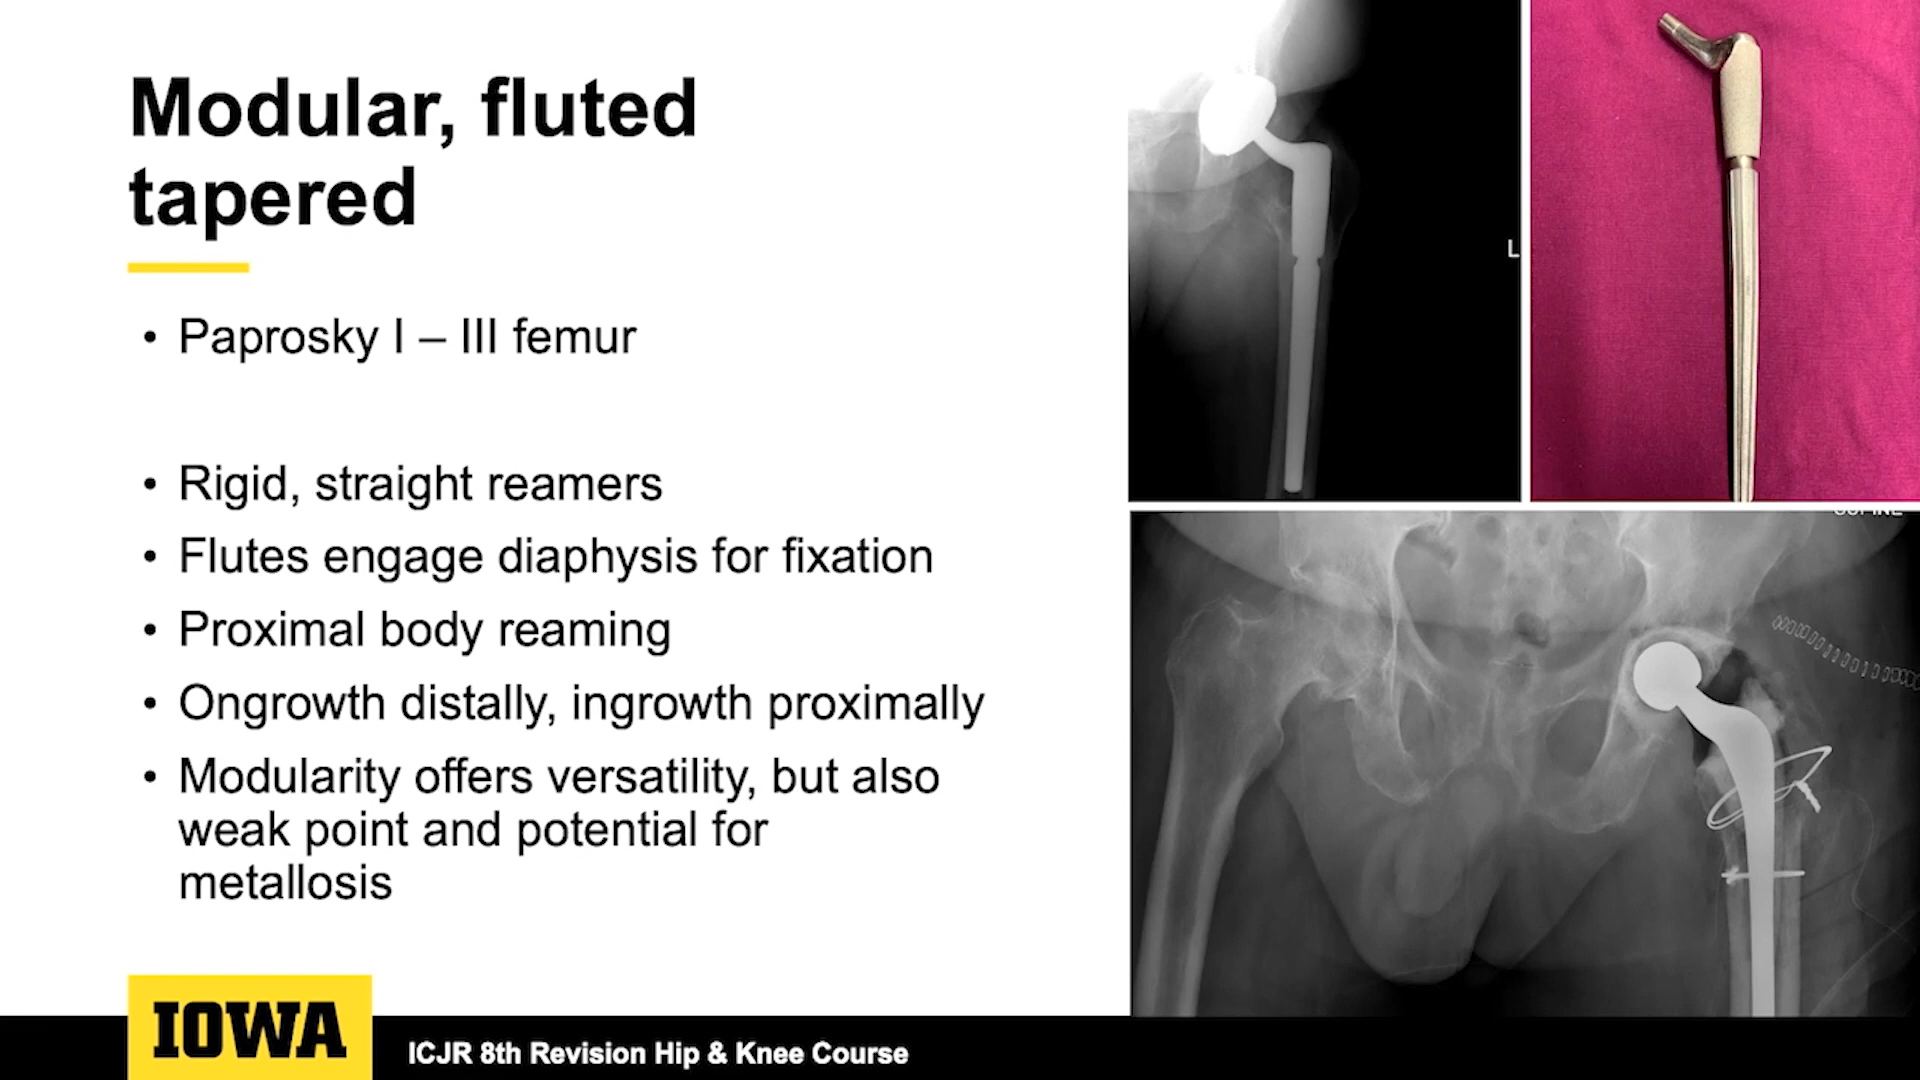 Modular, fluted
tapered
• Paprosky I – III femur
• Rigid, straight reamers
• Flutes engage diaphysis for fixation
• Proximal body reaming
• Ongrowth distally, ingrowth proximally
• Modularity offers versatility, but also
weak point and potential for
metallosis
L
IOWA
ICJR 8th Revision Hip & Knee Course